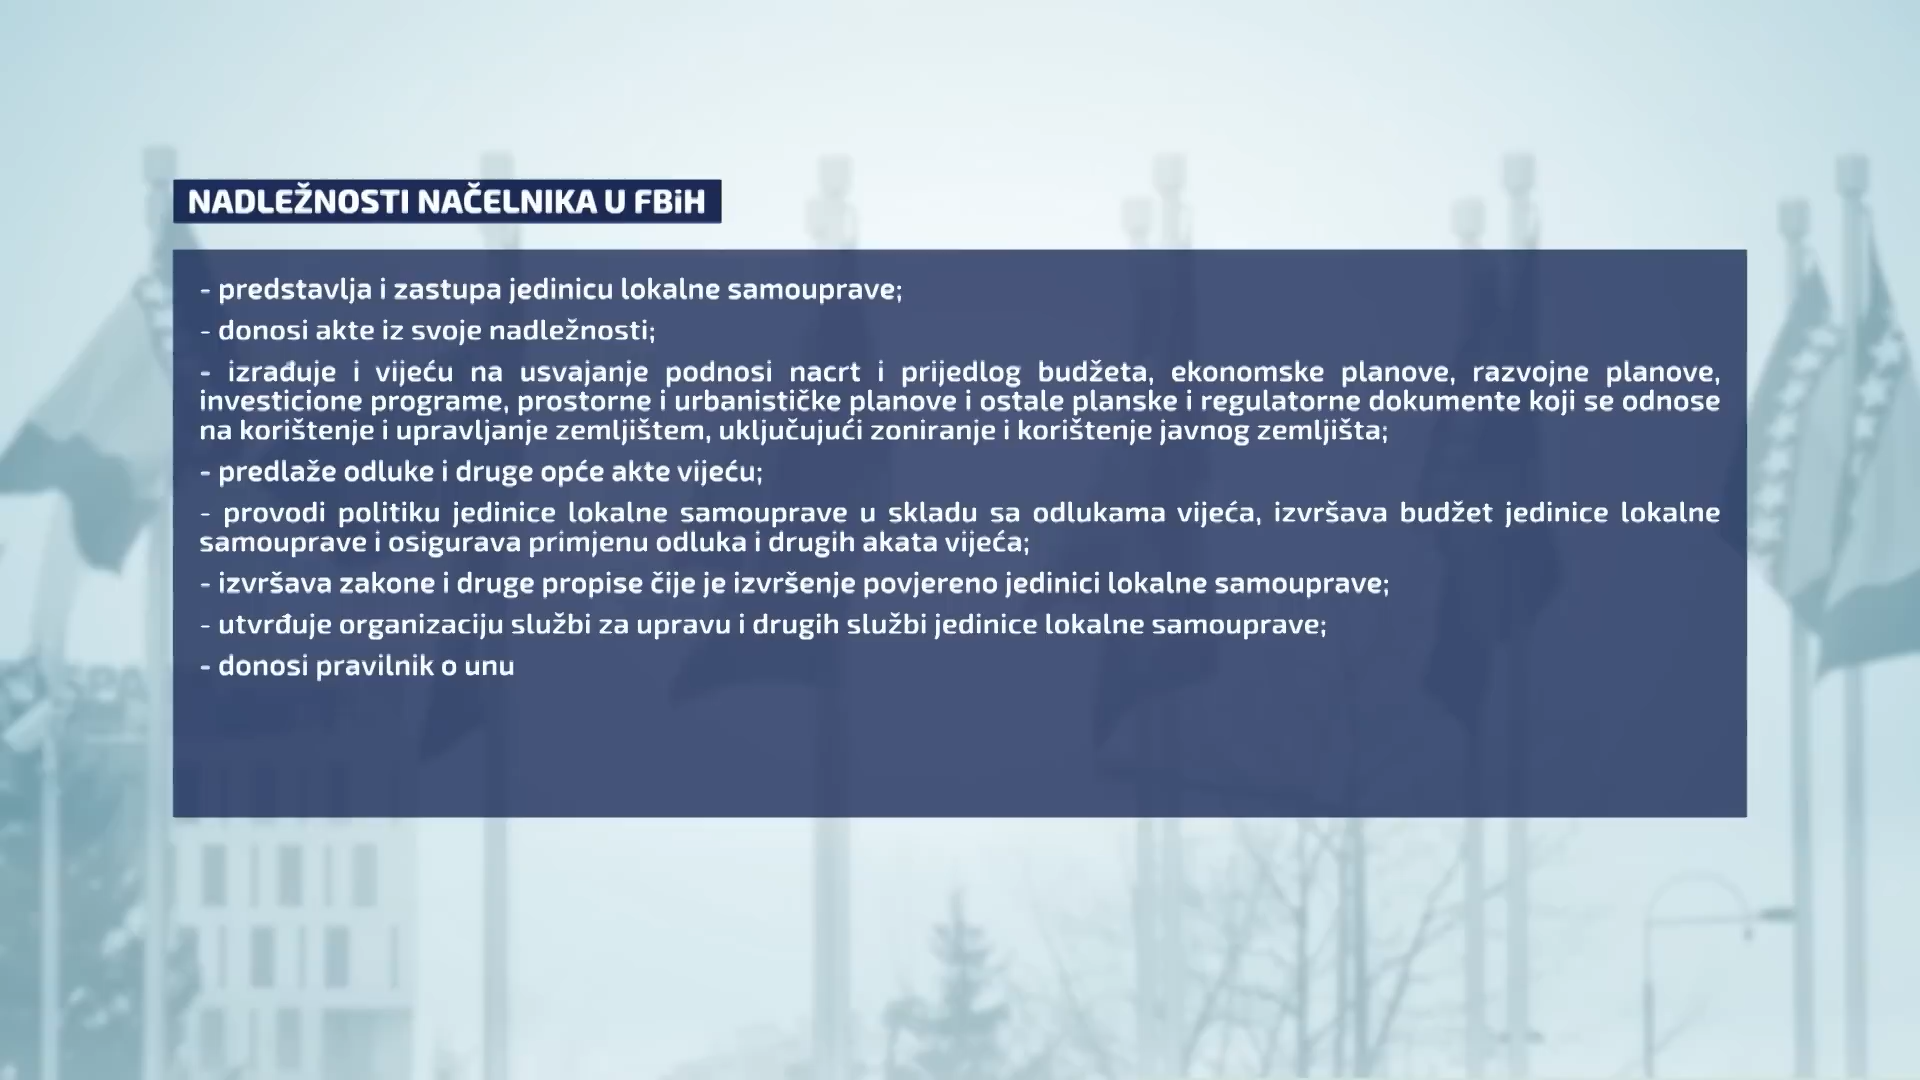 NADLEŽNOSTI NAČELNIKA U FBiH
- predstavlja i zastupa jedinicu lokalne samouprave;
- donosi akte iz svoje nadležnosti;
- izrađuje i vijeću na usvajanje podnosi nacrt i prijedlog budžeta, ekonomske planove, razvojne planove,
investicione programe, prostorne i urbanističke planove i ostale planske i regulatorne dokumente koji se odnose
na korištenje i upravljanje zemljištem, uključujući zoniranje i korištenje javnog zemljišta;
- predlaže odluke i druge opće akte vijeću;
- provodi politiku jedinice lokalne samouprave u skladu sa odlukama vijeća, izvršava budžet jedinice lokalne
samouprave i osigurava primjenu odluka i drugih akata vijeća;
- izvršava zakone i druge propise čije je izvršenje povjereno jedinici lokalne samouprave;
- utvrđuje organizaciju službi za upravu i drugih službi jedinice lokalne samouprave;
- donosi pravilnik o unu